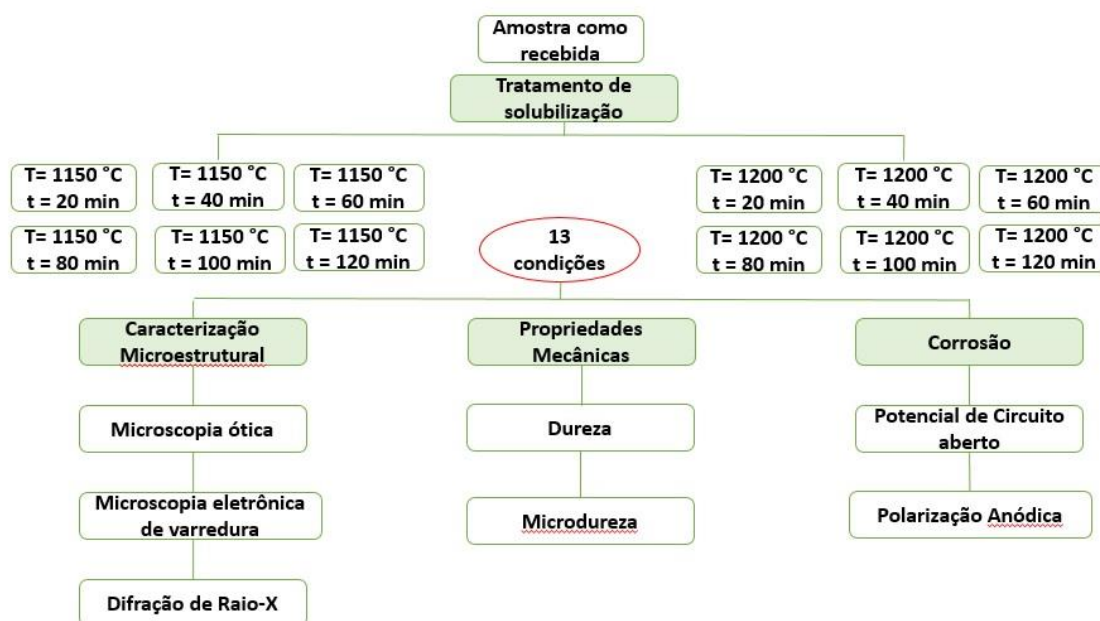 Amostra como
recebida
Tratamento de
solubilização
T= 1150 °C
t = 20 min
T= 1150 °C
t = 40 min
T= 1150 °C
t = 60 min
T= 1200 °C
t = 20 min
T= 1200 °C
t = 40 min
T= 1200 °C
t = 60 min
T= 1150 °C
t = 80 min
T= 1150 °C
t = 100 min
T= 1150 °C
t = 120 min
13
condições
T= 1200 °C
t = 80 min
T= 1200 °C
t = 100 min
T= 1200 °C
t = 120 min
Caracterização
Microestrutural
Propriedades
Mecânicas
Corrosão
Microscopia ótica
Dureza
Potencial de Circuito
aberto
Microscopia eletrônica
de varredura
Microdureza
Polarização Anódica
Difração de Raio-X